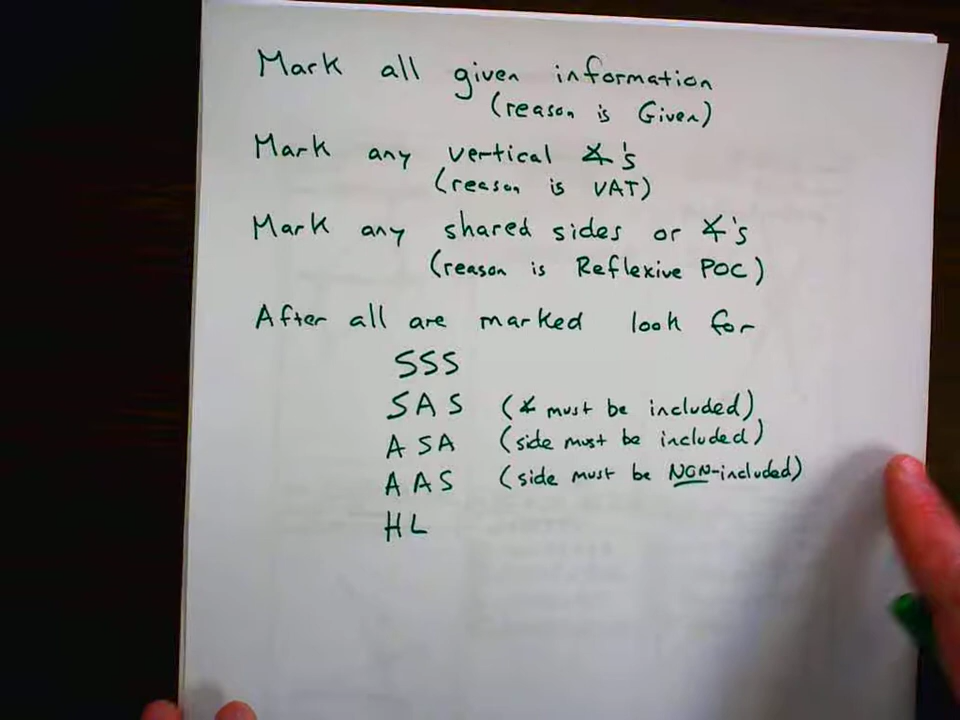 Mark all given information
(reason is Given)
Mark any vertical ∡'s
(reason is VAT)
Mark any shared sides or ∡'s
(reason is Reflexive POC)
After all are marked look for
SSS
SAS (∡ must be included)
ASA (side must be included)
AAS (side must be NON-included)
HL